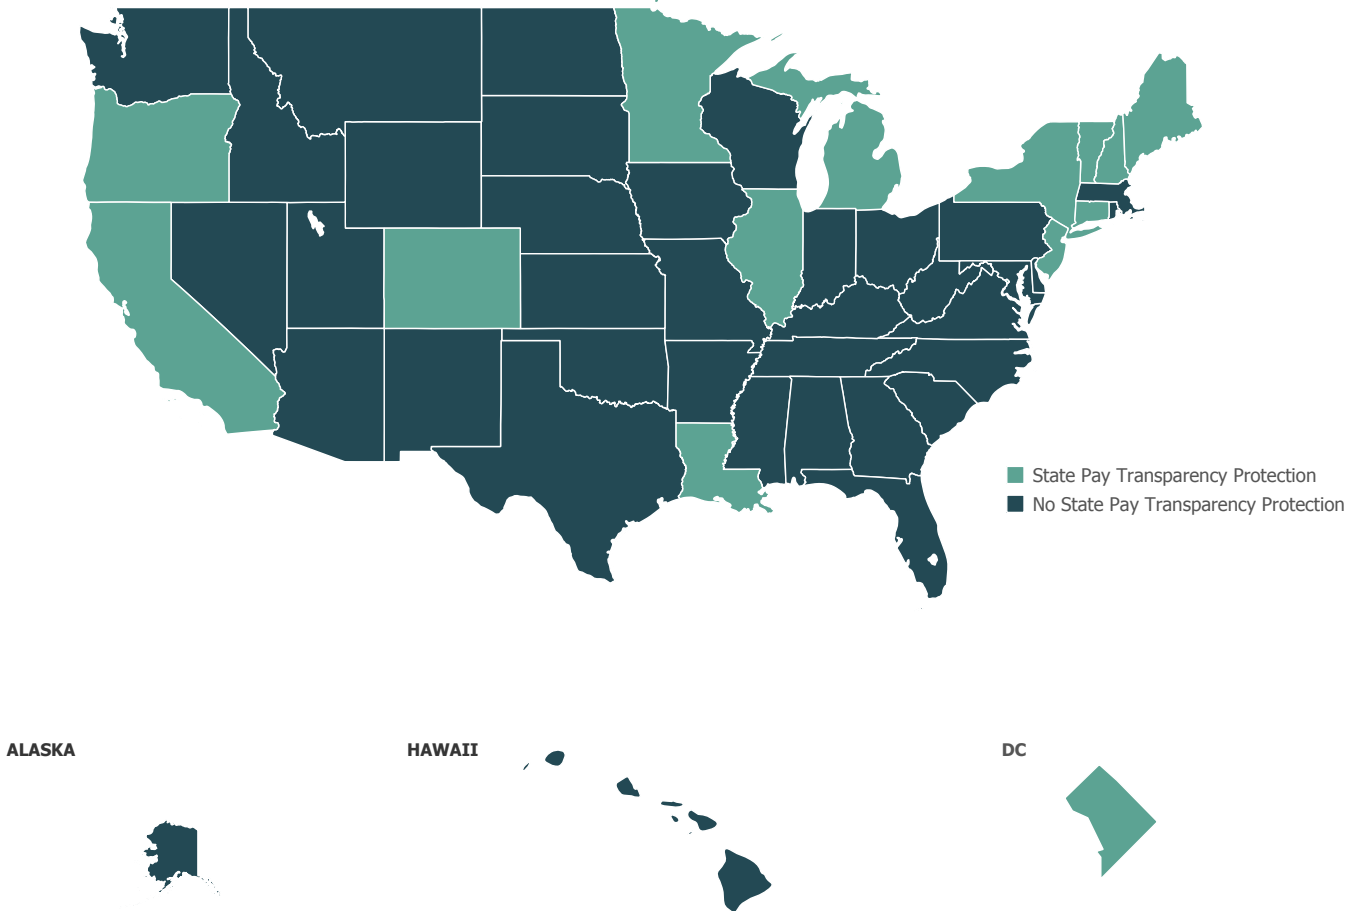 State Pay Transparency Protection
No State Pay Transparency Protection
ALASKA
HAWAII
DC